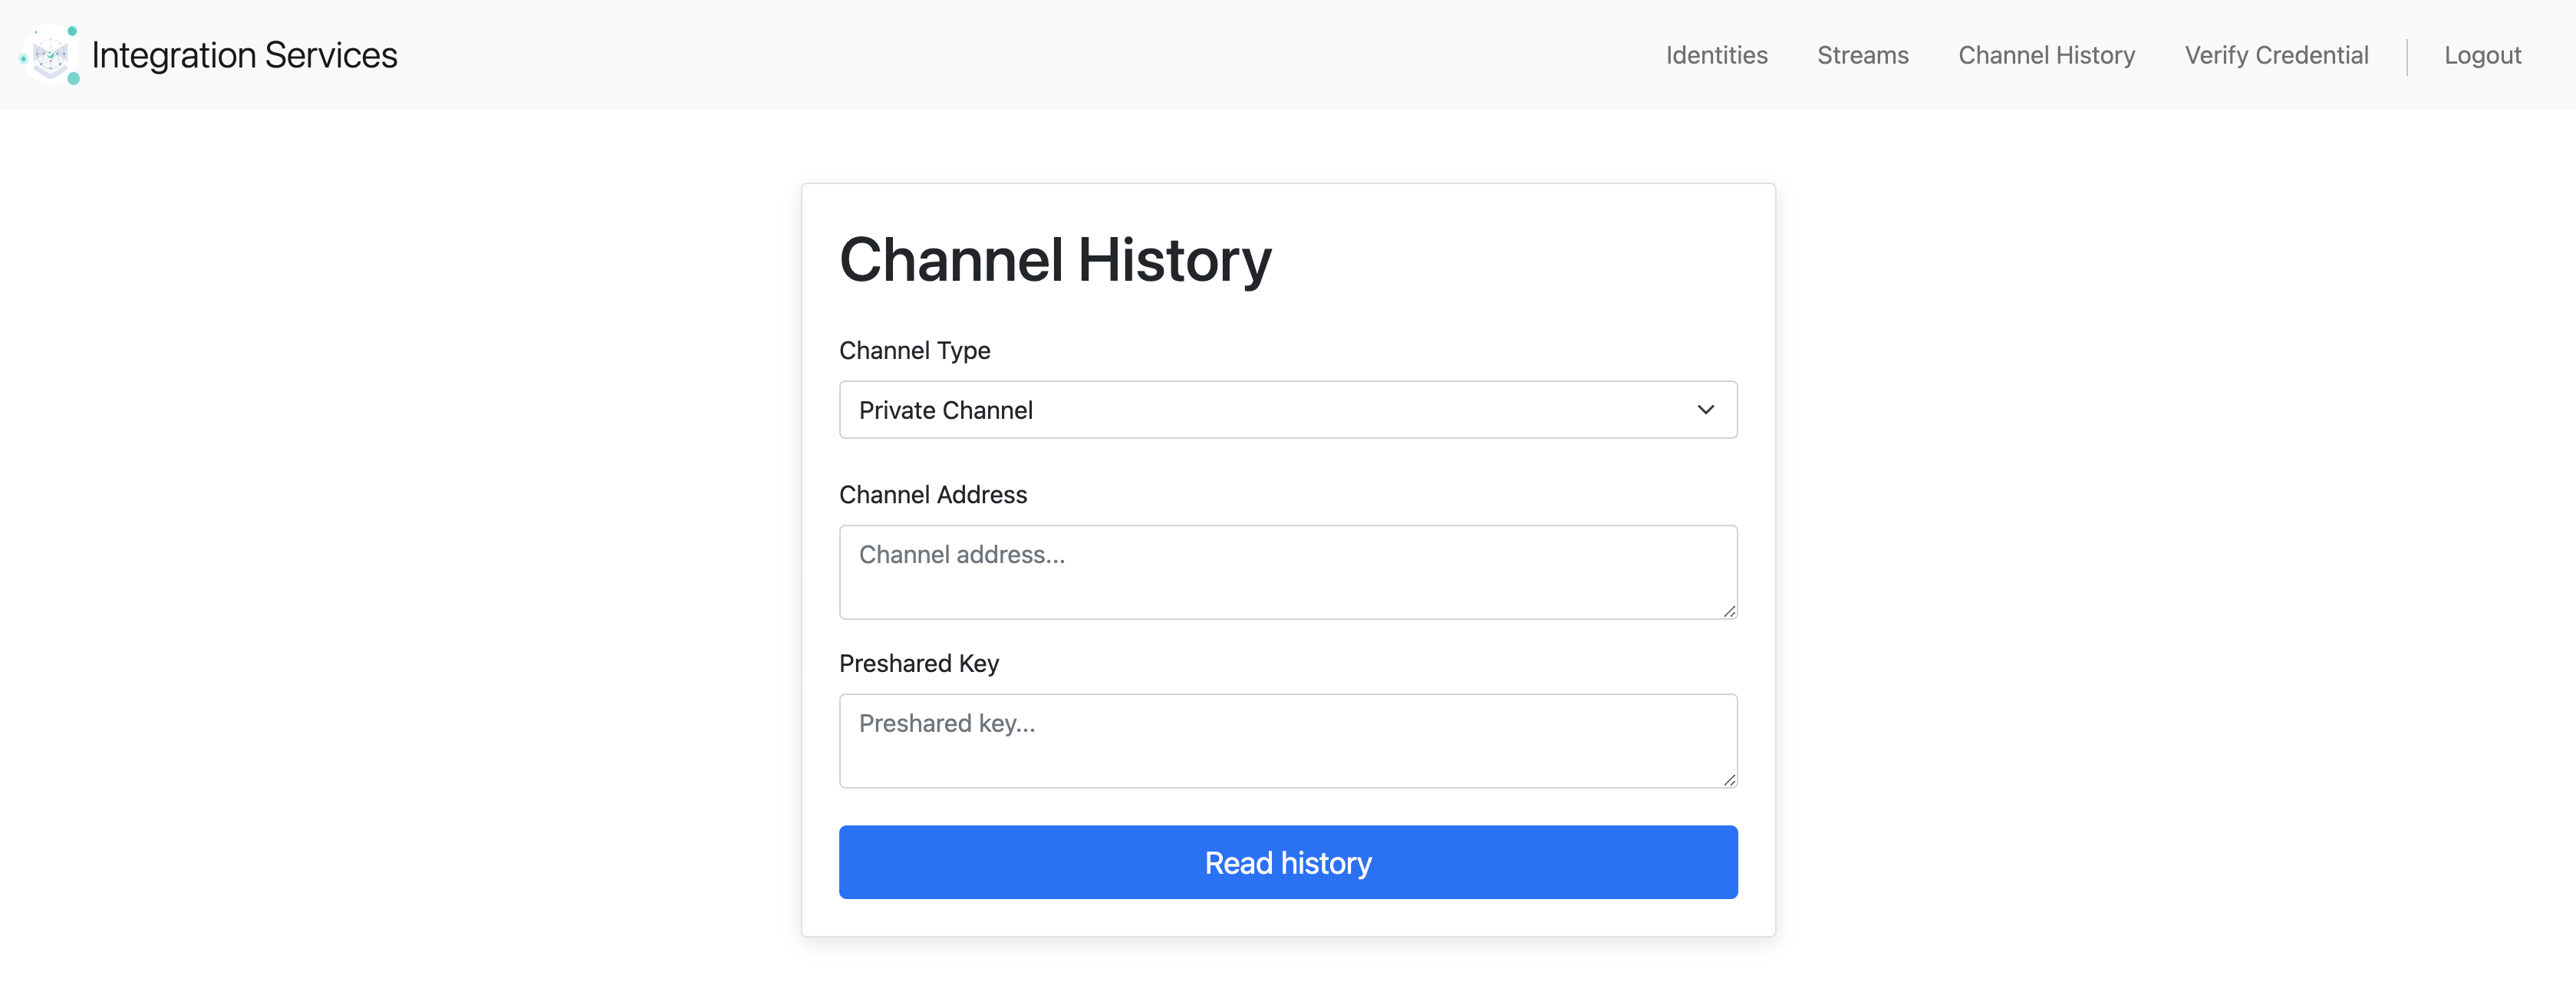 Integration Services
Identities
Streams
Channel History
Verify Credential
Logout
Channel History
Channel Type
Private Channel
Channel Address
Channel address...
Preshared Key
Preshared key...
Read history